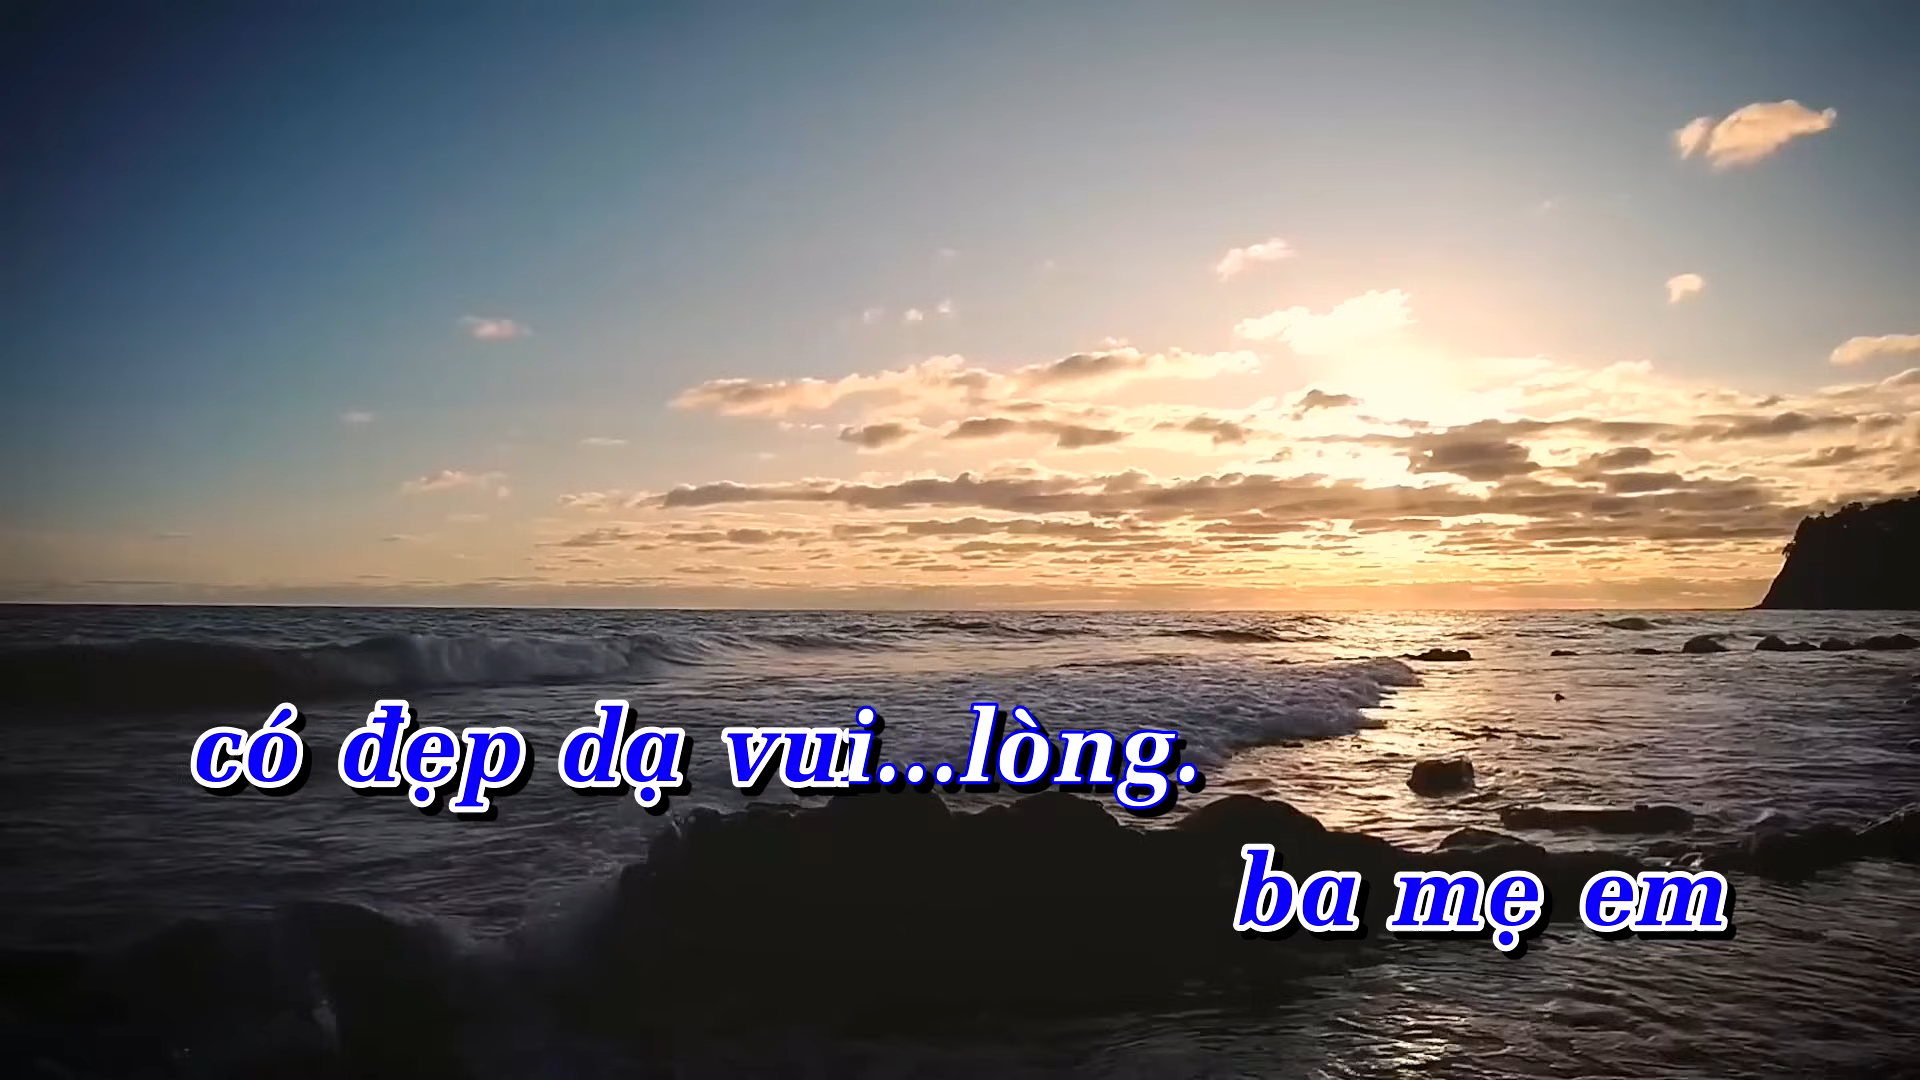 có đẹp dạ vui...lòng.
ba mẹ em